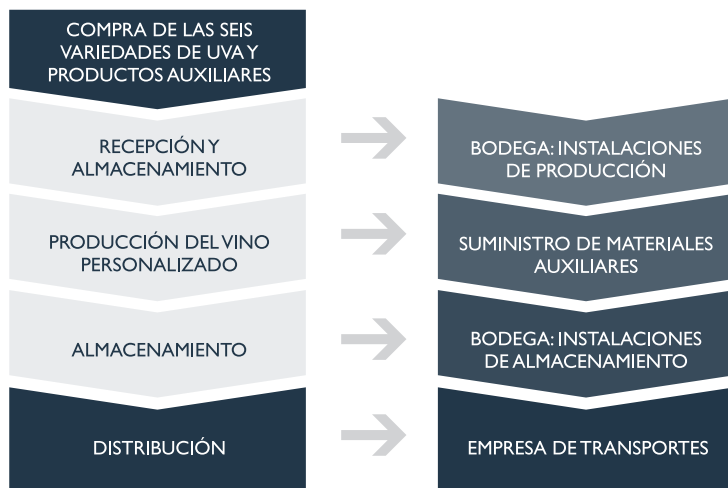 COMPRA DE LAS SEIS
VARIEDADES DE UVA Y
PRODUCTOS AUXILIARES
RECEPCIÓN Y
ALMACENAMIENTO
BODEGA: INSTALACIONES
DE PRODUCCIÓN
PRODUCCIÓN DEL VINO
PERSONALIZADO
SUMINISTRO DE MATERIALES
AUXILIARES
ALMACENAMIENTO
BODEGA: INSTALACIONES
DE ALMACENAMIENTO
DISTRIBUCIÓN
EMPRESA DE TRANSPORTES